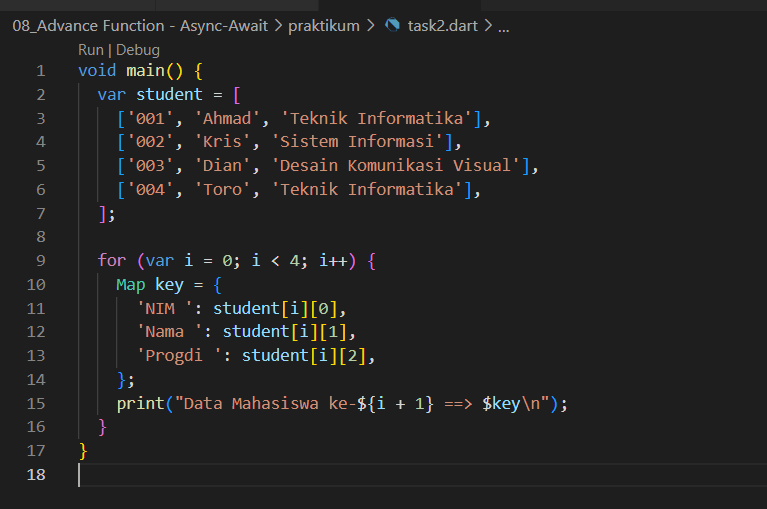 08_Advance Function - Async-Await > praktikum > task2.dart > ...
Run | Debug
1 void main() {
2 var student = [
3 ['001', 'Ahmad', 'Teknik Informatika'],
4 ['002', 'Kris', 'Sistem Informasi'],
5 ['003', 'Dian', 'Desain Komunikasi Visual'],
6 ['004', 'Toro', 'Teknik Informatika'],
7 ];
8
9 for (var i = 0; i < 4; i++) {
10 Map key = {
11 'NIM ': student[i][0],
12 'Nama ': student[i][1],
13 'Progdi ': student[i][2],
14 };
15 print("Data Mahasiswa ke-${i + 1} ==> $key\n");
16 }
17 }
18